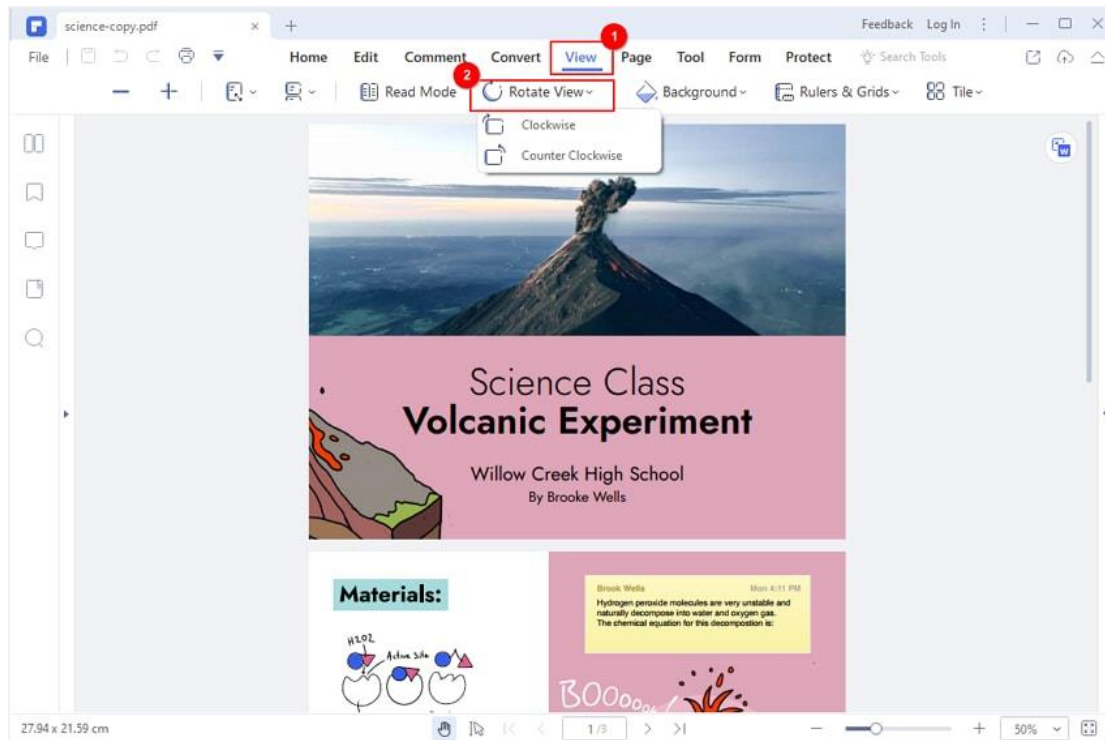 science-copy.pdf
Feedback Log In
1
File Home Edit Comment Convert View Page Tool Form Protect Search Tools
2
Read Mode Rotate View Background Rulers & Grids Tile
Clockwise
Counter Clockwise
W
Science Class
Volcanic Experiment
Willow Creek High School
By Brooke Wells
Materials:
Brook Wells Mon 4:11 PM
Hydrogen peroxide molecules are very unstable and
naturally decompose into water and oxygen gas.
The chemical equation for this decompostion is:
H2O2
Active Site
BOOoooo!
27.94 x 21.59 cm 1/3 50%